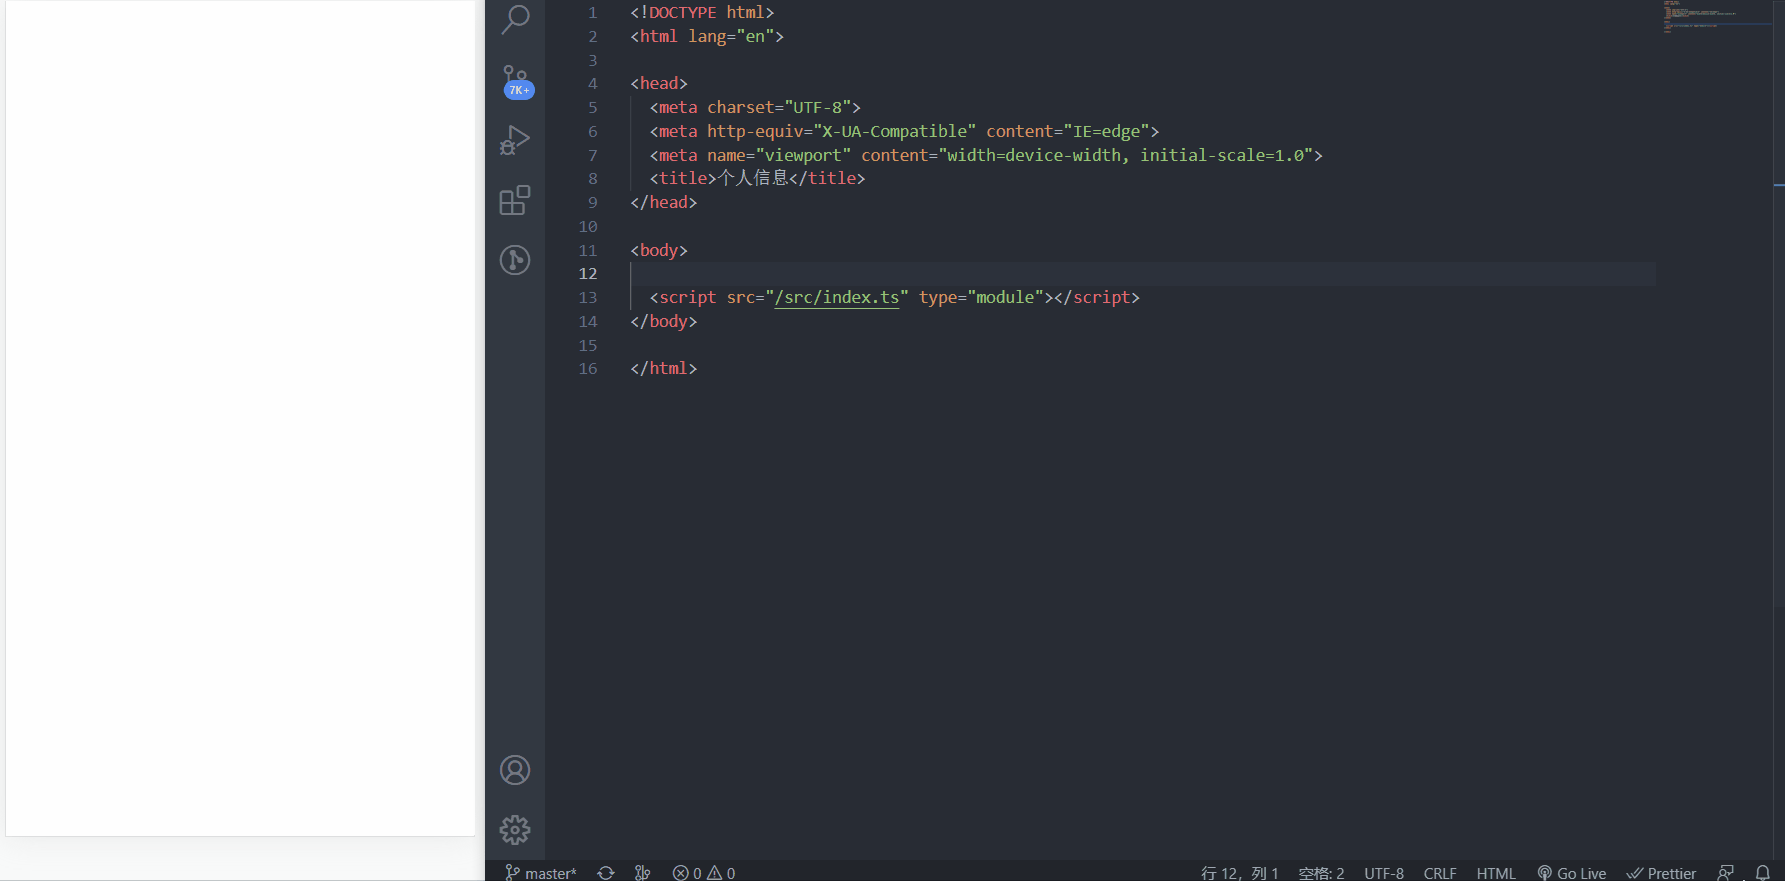 7K+
1 <!DOCTYPE html>
2 <html lang="en">
3
4 <head>
5 <meta charset="UTF-8">
6 <meta http-equiv="X-UA-Compatible" content="IE=edge">
7 <meta name="viewport" content="width=device-width, initial-scale=1.0">
8 <title>个人信息</title>
9 </head>
10
11 <body>
12
13 <script src="/src/index.ts" type="module"></script>
14 </body>
15
16 </html>
master* 0 0 行 12，列 1 空格: 2 UTF-8 CRLF HTML Go Live Prettier